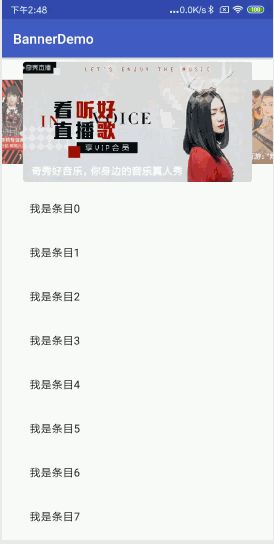 下午2:48
...0.0K/s
100
BannerDemo
奇秀直播
LET'S ENJOY THE MUSIC
看听好
直播歌
享VIP会员
奇秀好音乐，你身边的音乐真人秀
我是条目0
我是条目1
我是条目2
我是条目3
我是条目4
我是条目5
我是条目6
我是条目7